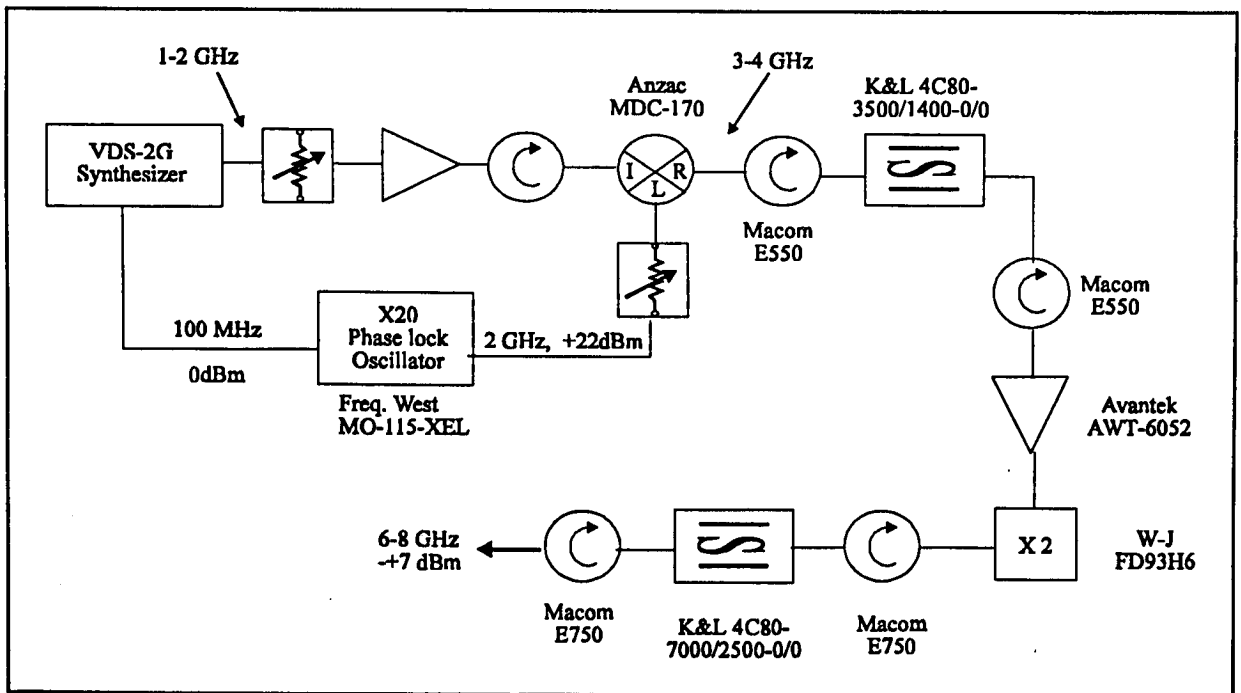 1-2 GHz
3-4 GHz
Anzac
MDC-170
K&L 4C80-
3500/1400-0/0
VDS-2G
Synthesizer
I
R
L
Macom
E550
Macom
E550
100 MHz
0dBm
X20
Phase lock
Oscillator
2 GHz, +22dBm
Freq. West
MO-115-XEL
Avantek
AWT-6052
6-8 GHz
-+7 dBm
X 2
W-J
FD93H6
Macom
E750
K&L 4C80-
7000/2500-0/0
Macom
E750